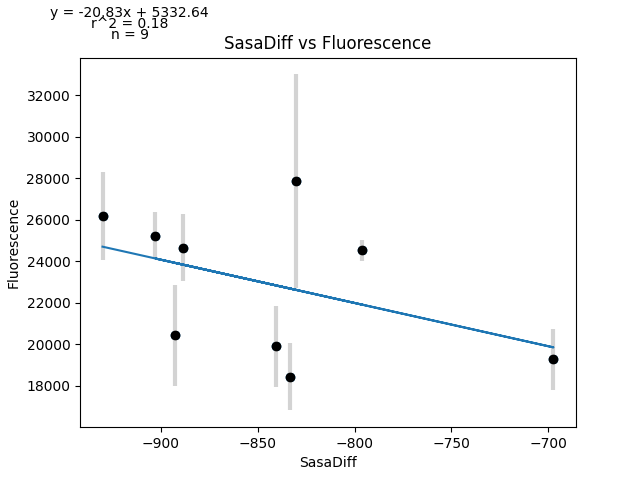 y = -20.83x + 5332.64
r^2 = 0.18
n = 9
SasaDiff vs Fluorescence
32000
30000
28000
26000
24000
22000
20000
18000
Fluorescence
−900
−850
−800
−750
−700
SasaDiff